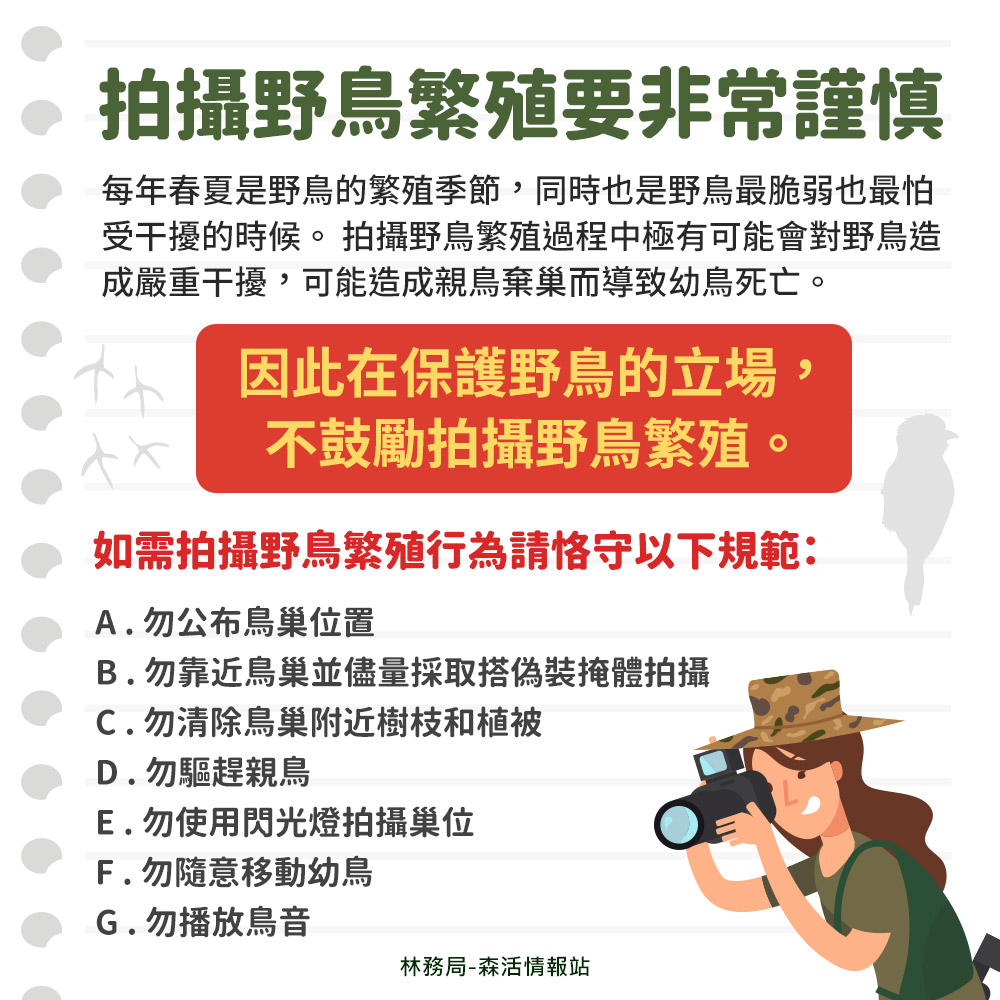 拍攝野鳥繁殖要非常謹慎
每年春夏是野鳥的繁殖季節，同時也是野鳥最脆弱也最怕
受干擾的時候。 拍攝野鳥繁殖過程中極有可能會對野鳥造
成嚴重干擾，可能造成親鳥棄巢而導致幼鳥死亡。
因此在保護野鳥的立場，
不鼓勵拍攝野鳥繁殖。
如需拍攝野鳥繁殖行為請恪守以下規範：
A . 勿公布鳥巢位置
B . 勿靠近鳥巢並儘量採取搭偽裝掩體拍攝
C . 勿清除鳥巢附近樹枝和植被
D . 勿驅趕親鳥
E . 勿使用閃光燈拍攝巢位
F . 勿隨意移動幼鳥
G . 勿播放鳥音
林務局-森活情報站